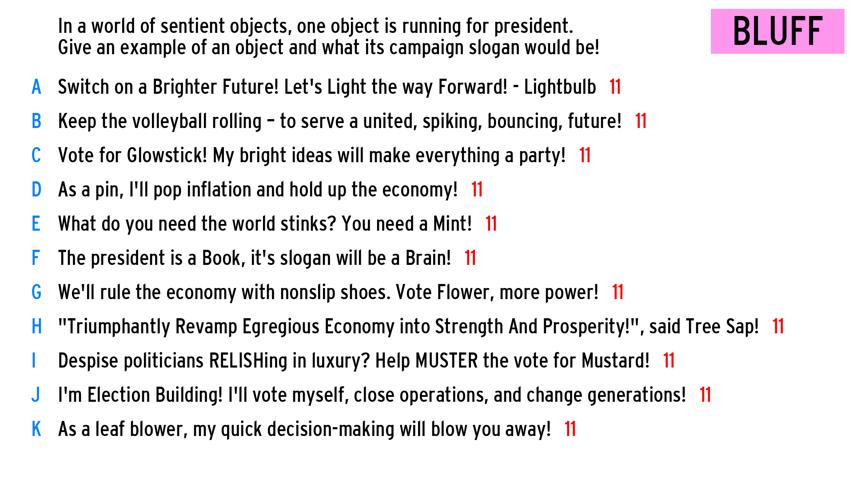 In a world of sentient objects, one object is running for president.
Give an example of an object and what its campaign slogan would be!
BLUFF
A Switch on a Brighter Future! Let's Light the way Forward! - Lightbulb 11
B Keep the volleyball rolling – to serve a united, spiking, bouncing, future! 11
C Vote for Glowstick! My bright ideas will make everything a party! 11
D As a pin, I'll pop inflation and hold up the economy! 11
E What do you need the world stinks? You need a Mint! 11
F The president is a Book, it's slogan will be a Brain! 11
G We'll rule the economy with nonslip shoes. Vote Flower, more power! 11
H "Triumphantly Revamp Egregious Economy into Strength And Prosperity!", said Tree Sap! 11
I Despise politicians RELISHing in luxury? Help MUSTER the vote for Mustard! 11
J I'm Election Building! I'll vote myself, close operations, and change generations! 11
K As a leaf blower, my quick decision-making will blow you away! 11